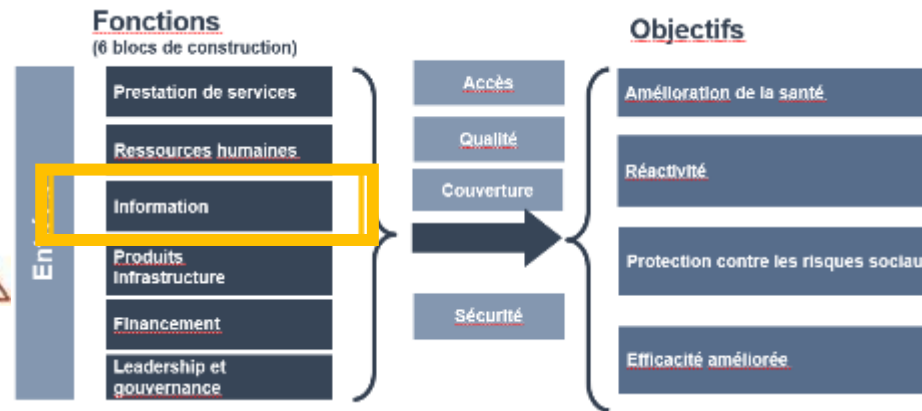 Fonctions
(6 blocs de construction)
Objectifs
Prestation de services
Ressources humaines
Information
Produits
Infrastructure
Financement
Leadership et
gouvernance
Accès
Qualité
Couverture
Sécurité
Amélioration de la santé
Réactivité
Protection contre les risques sociau
Efficacité améliorée